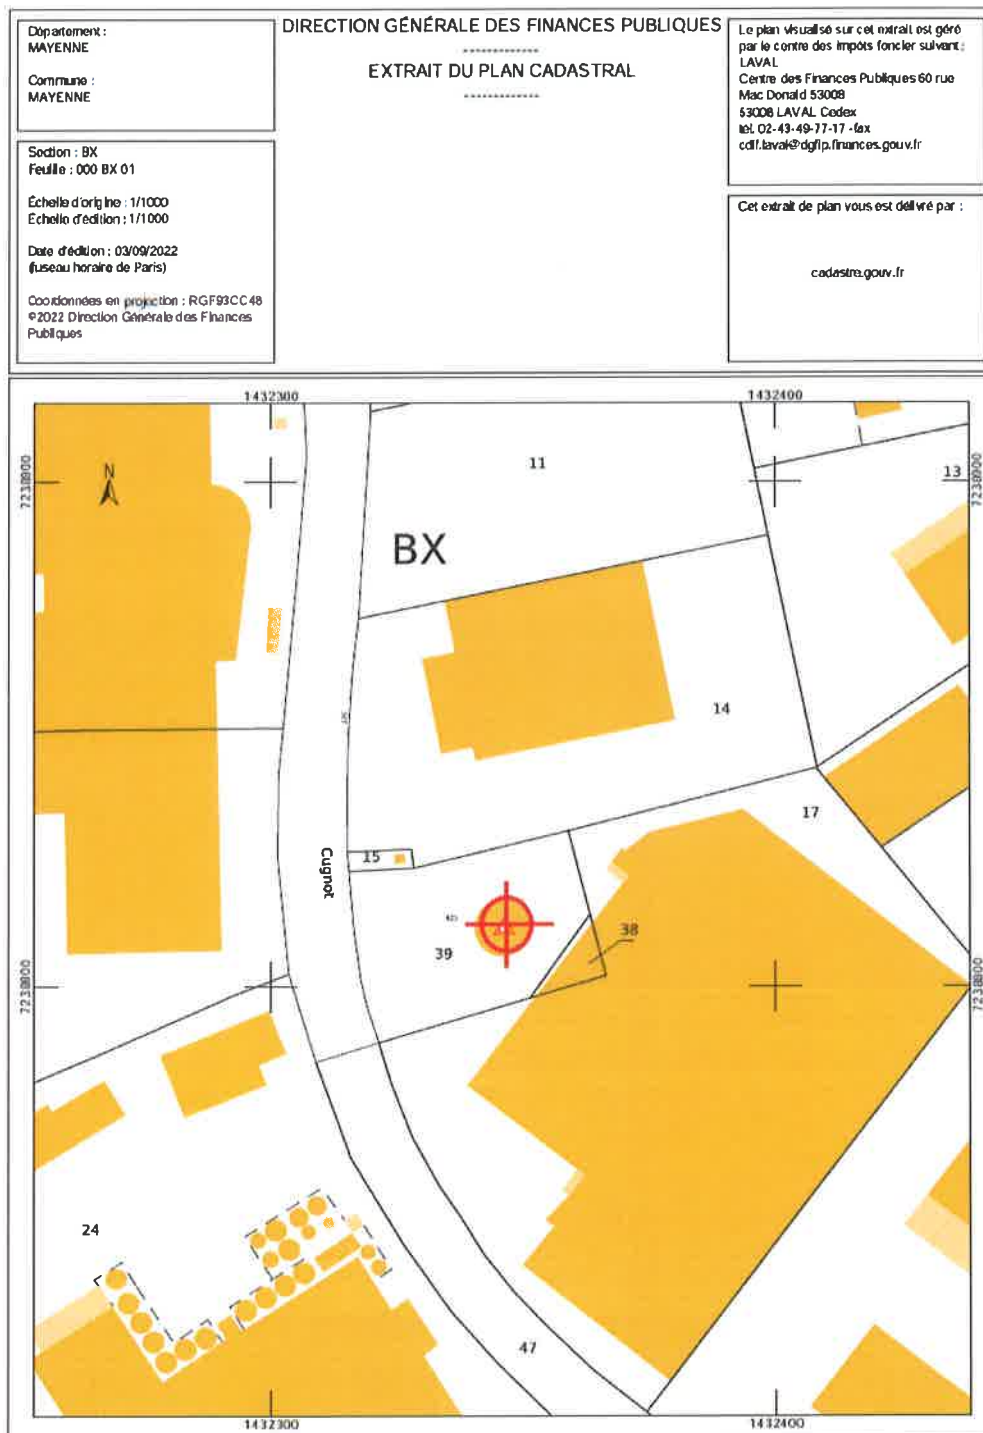 Département :
MAYENNE
Commune :
MAYENNE
Section : BX
Feuille : 000 BX 01
Échelle d'origine : 1/1000
Échelle d'édition : 1/1000
Date d'édition : 03/09/2022
(fuseau horaire de Paris)
Coordonnées en projection : RGF93CC48
©2022 Direction Générale des Finances
Publiques
DIRECTION GÉNÉRALE DES FINANCES PUBLIQUES
------------
EXTRAIT DU PLAN CADASTRAL
------------
Le plan visualisé sur cet extrait est géré
par le centre des impôts foncier suivant :
LAVAL
Centre des Finances Publiques 60 rue
Mac Donald 53008
53008 LAVAL Cedex
tél. 02-43-49-77-17 -fax
cdif.laval@dgfip.finances.gouv.fr
Cet extrait de plan vous est délivré par :
cadastre.gouv.fr
1432300
1432400
7238900
7238900
N
11
13
BX
14
17
15
Cugnot
38
39
7238800
7238800
24
47
1432300
1432400